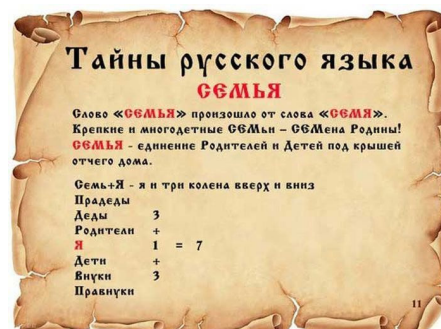 Тайны русского языка
СЕМЬЯ
Слово «СЕМЬЯ» произошло от слова «СЕМЯ».
Крепкие и многодетные СЕМьи – СЕМена Родины!
СЕМЬЯ - единение Родителей и Детей под крышей
отчего дома.
Семь+Я - я и три колена вверх и вниз
Прадеды
Деды 3
Родители +
Я 1 = 7
Дети +
Внуки 3
Правнуки
11